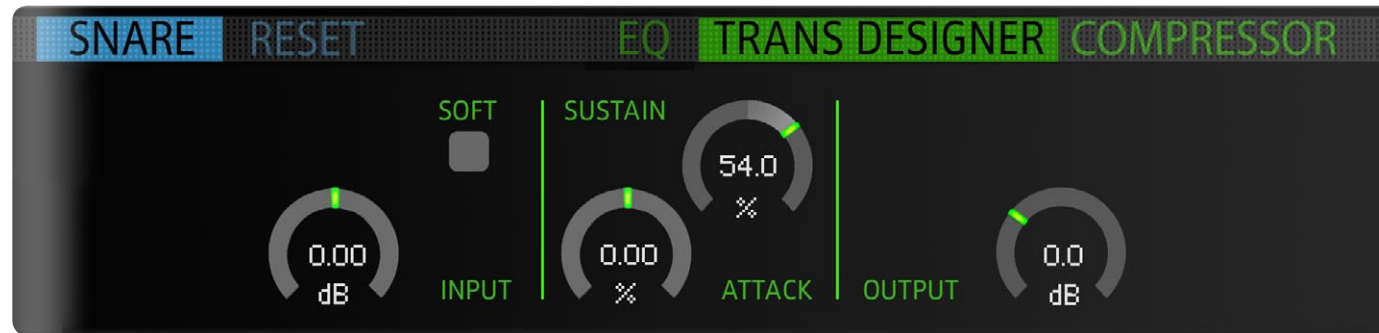 SNARE RESET EQ TRANS DESIGNER COMPRESSOR
SOFT SUSTAIN
54.0
%
0.00 0.00 0.0
dB % dB
INPUT ATTACK OUTPUT